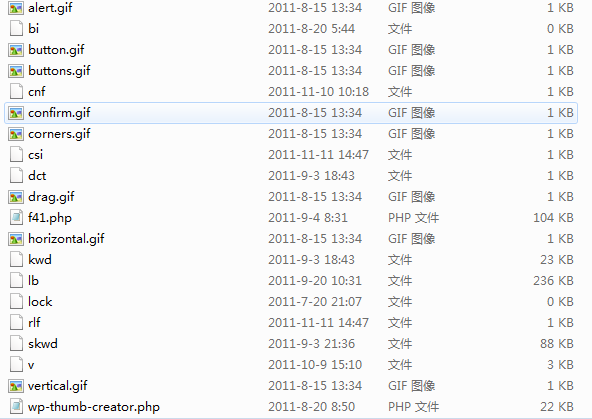 alert.gif 2011-8-15 13:34 GIF 图像 1 KB
bi 2011-8-20 5:44 文件 0 KB
button.gif 2011-8-15 13:34 GIF 图像 1 KB
buttons.gif 2011-8-15 13:34 GIF 图像 1 KB
cnf 2011-11-10 10:18 文件 1 KB
confirm.gif 2011-8-15 13:34 GIF 图像 1 KB
corners.gif 2011-8-15 13:34 GIF 图像 1 KB
csi 2011-11-11 14:47 文件 1 KB
dct 2011-9-3 18:43 文件 1 KB
drag.gif 2011-8-15 13:34 GIF 图像 1 KB
f41.php 2011-9-4 8:31 PHP 文件 104 KB
horizontal.gif 2011-8-15 13:34 GIF 图像 1 KB
kwd 2011-9-3 18:43 文件 23 KB
lb 2011-9-20 10:31 文件 236 KB
lock 2011-7-20 21:07 文件 0 KB
rlf 2011-11-11 14:47 文件 1 KB
skwd 2011-9-3 21:36 文件 88 KB
v 2011-10-9 15:10 文件 3 KB
vertical.gif 2011-8-15 13:34 GIF 图像 1 KB
wp-thumb-creator.php 2011-8-20 8:50 PHP 文件 22 KB